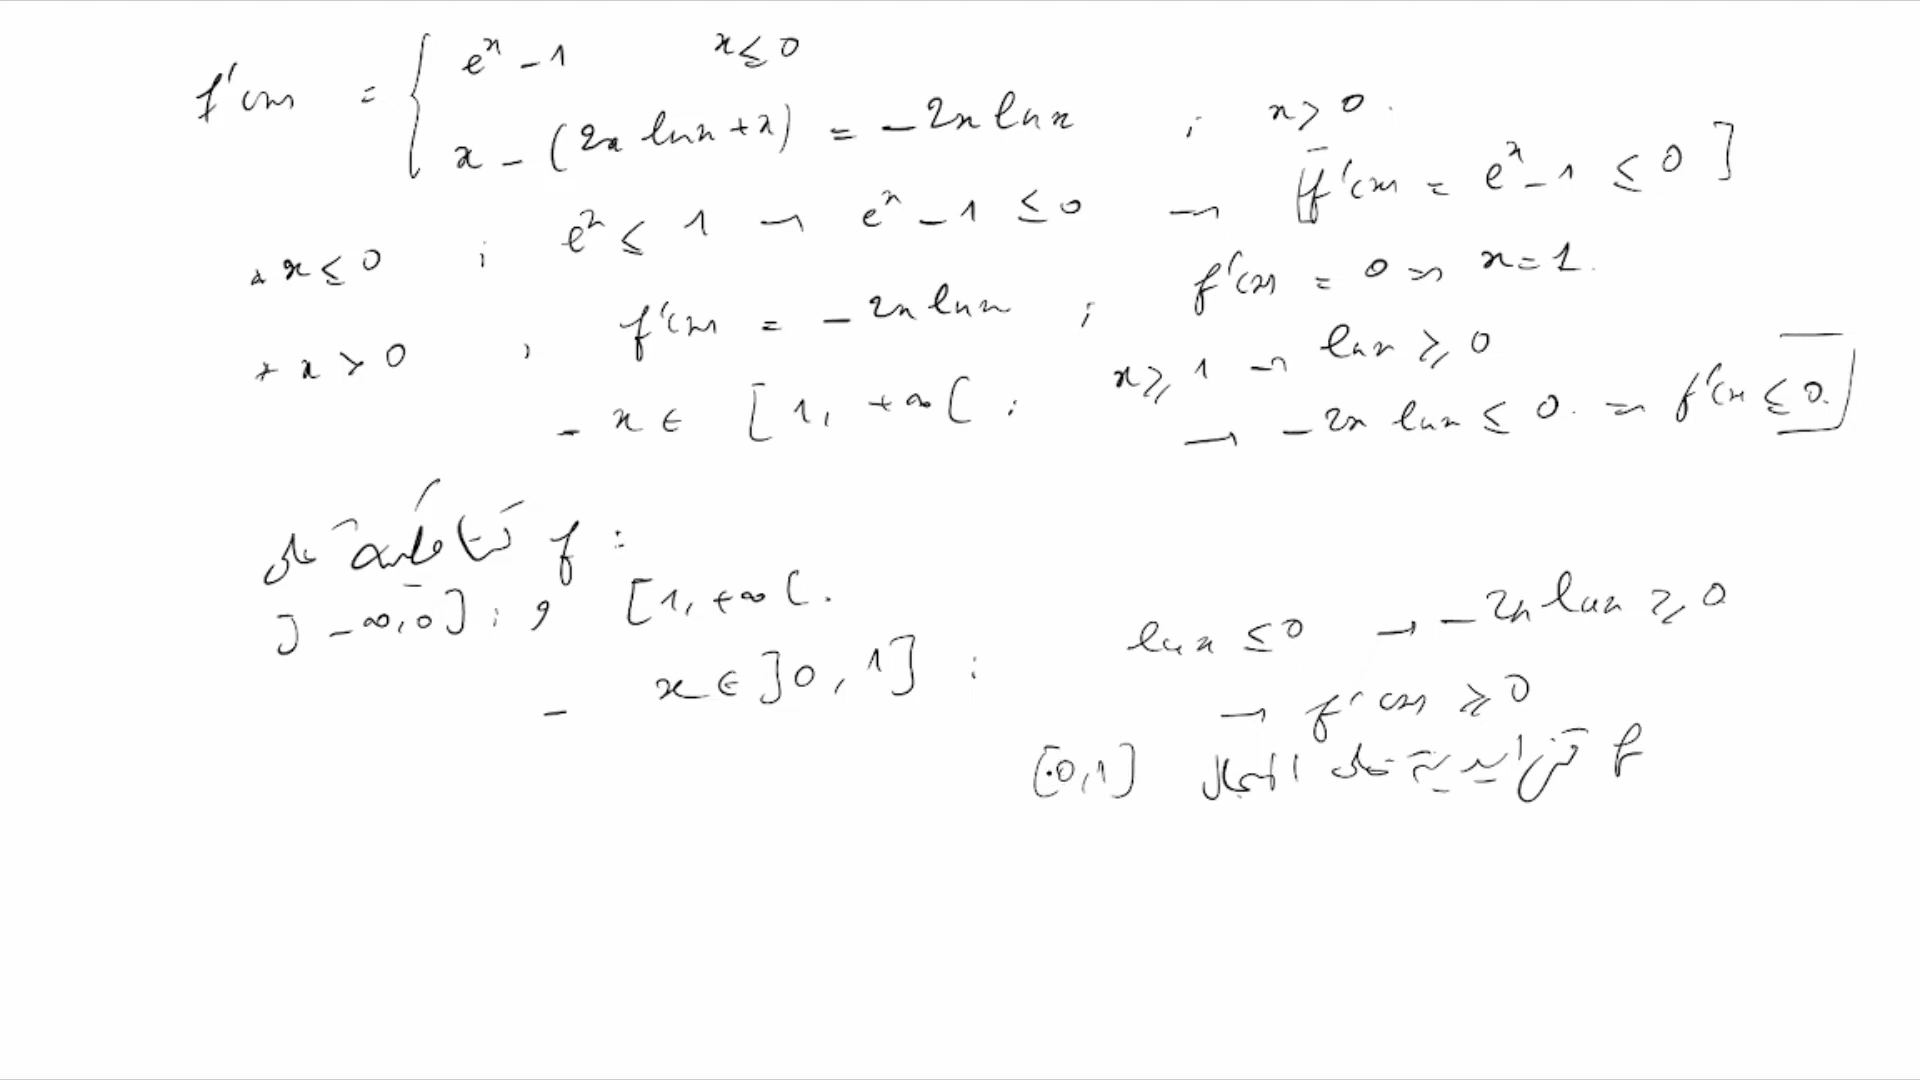 f'(x) = { e^x - 1    x ≤ 0
x - (2x ln x + x) = -2x ln x ; x > 0.
* x ≤ 0 ; e^x ≤ 1 → e^x - 1 ≤ 0 → [f'(x) = e^x - 1 ≤ 0]
* x > 0 , f'(x) = -2x ln x ; f'(x) = 0 → x = 1.
- x ∈ [1, +∞[ ; x ≥ 1 → ln x ≥ 0
→ -2x ln x ≤ 0. → f'(x) ≤ 0.
f تناقصية على :
]-∞, 0] ; و [1, +∞[.
- x ∈ ]0, 1] : ln x ≤ 0 → -2x ln x ≥ 0
→ f'(x) ≥ 0
f تزايدية على المجال [0,1]